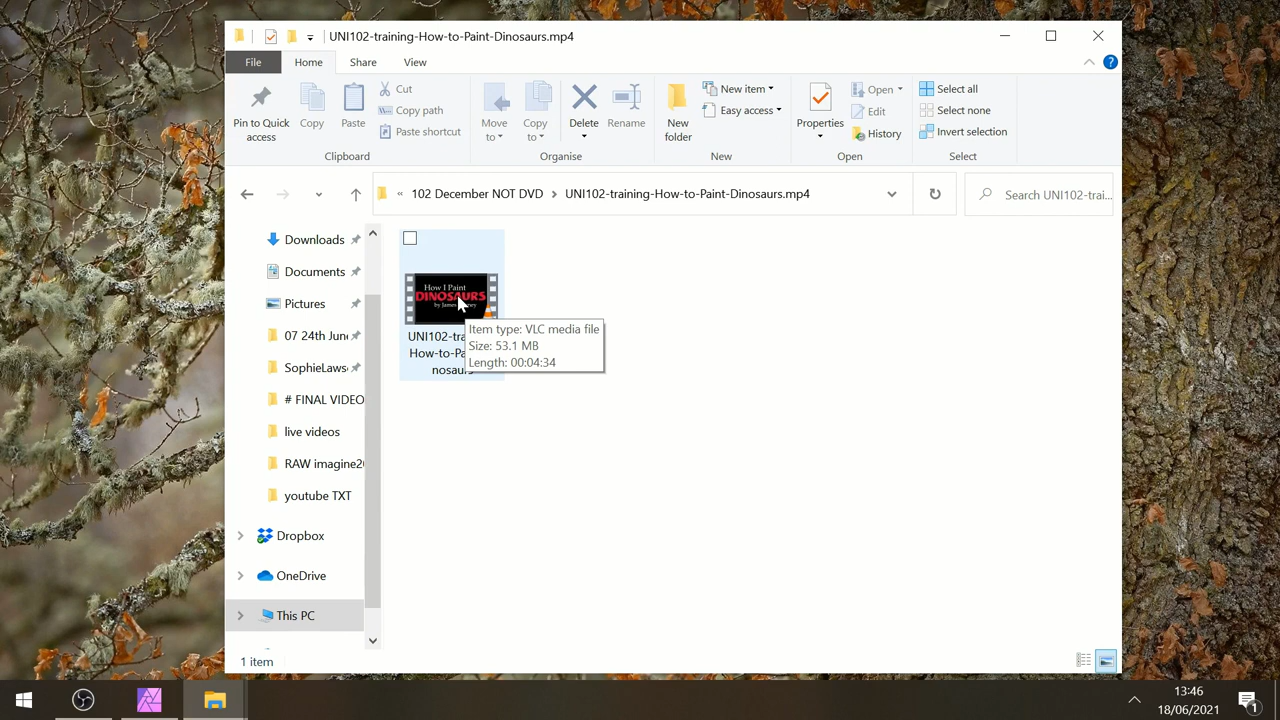 UNI102-training-How-to-Paint-Dinosaurs.mp4
File Home Share View
Pin to Quick access
Copy
Paste
Cut
Copy path
Paste shortcut
Clipboard
Move to
Copy to
Delete
Rename
Organise
New folder
New item
Easy access
New
Properties
Open
Edit
History
Open
Select all
Select none
Invert selection
Select
« 102 December NOT DVD > UNI102-training-How-to-Paint-Dinosaurs.mp4
Search UNI102-trai...
Downloads
Documents
Pictures
07 24th June
SophieLaws
# FINAL VIDEO
live videos
RAW imagine2
youtube TXT
Dropbox
OneDrive
This PC
How I Paint
DINOSAURS
by James
UNI102-tra
How-to-Pa
nosaurs
Item type: VLC media file
Size: 53.1 MB
Length: 00:04:34
1 item
13:46
18/06/2021
1